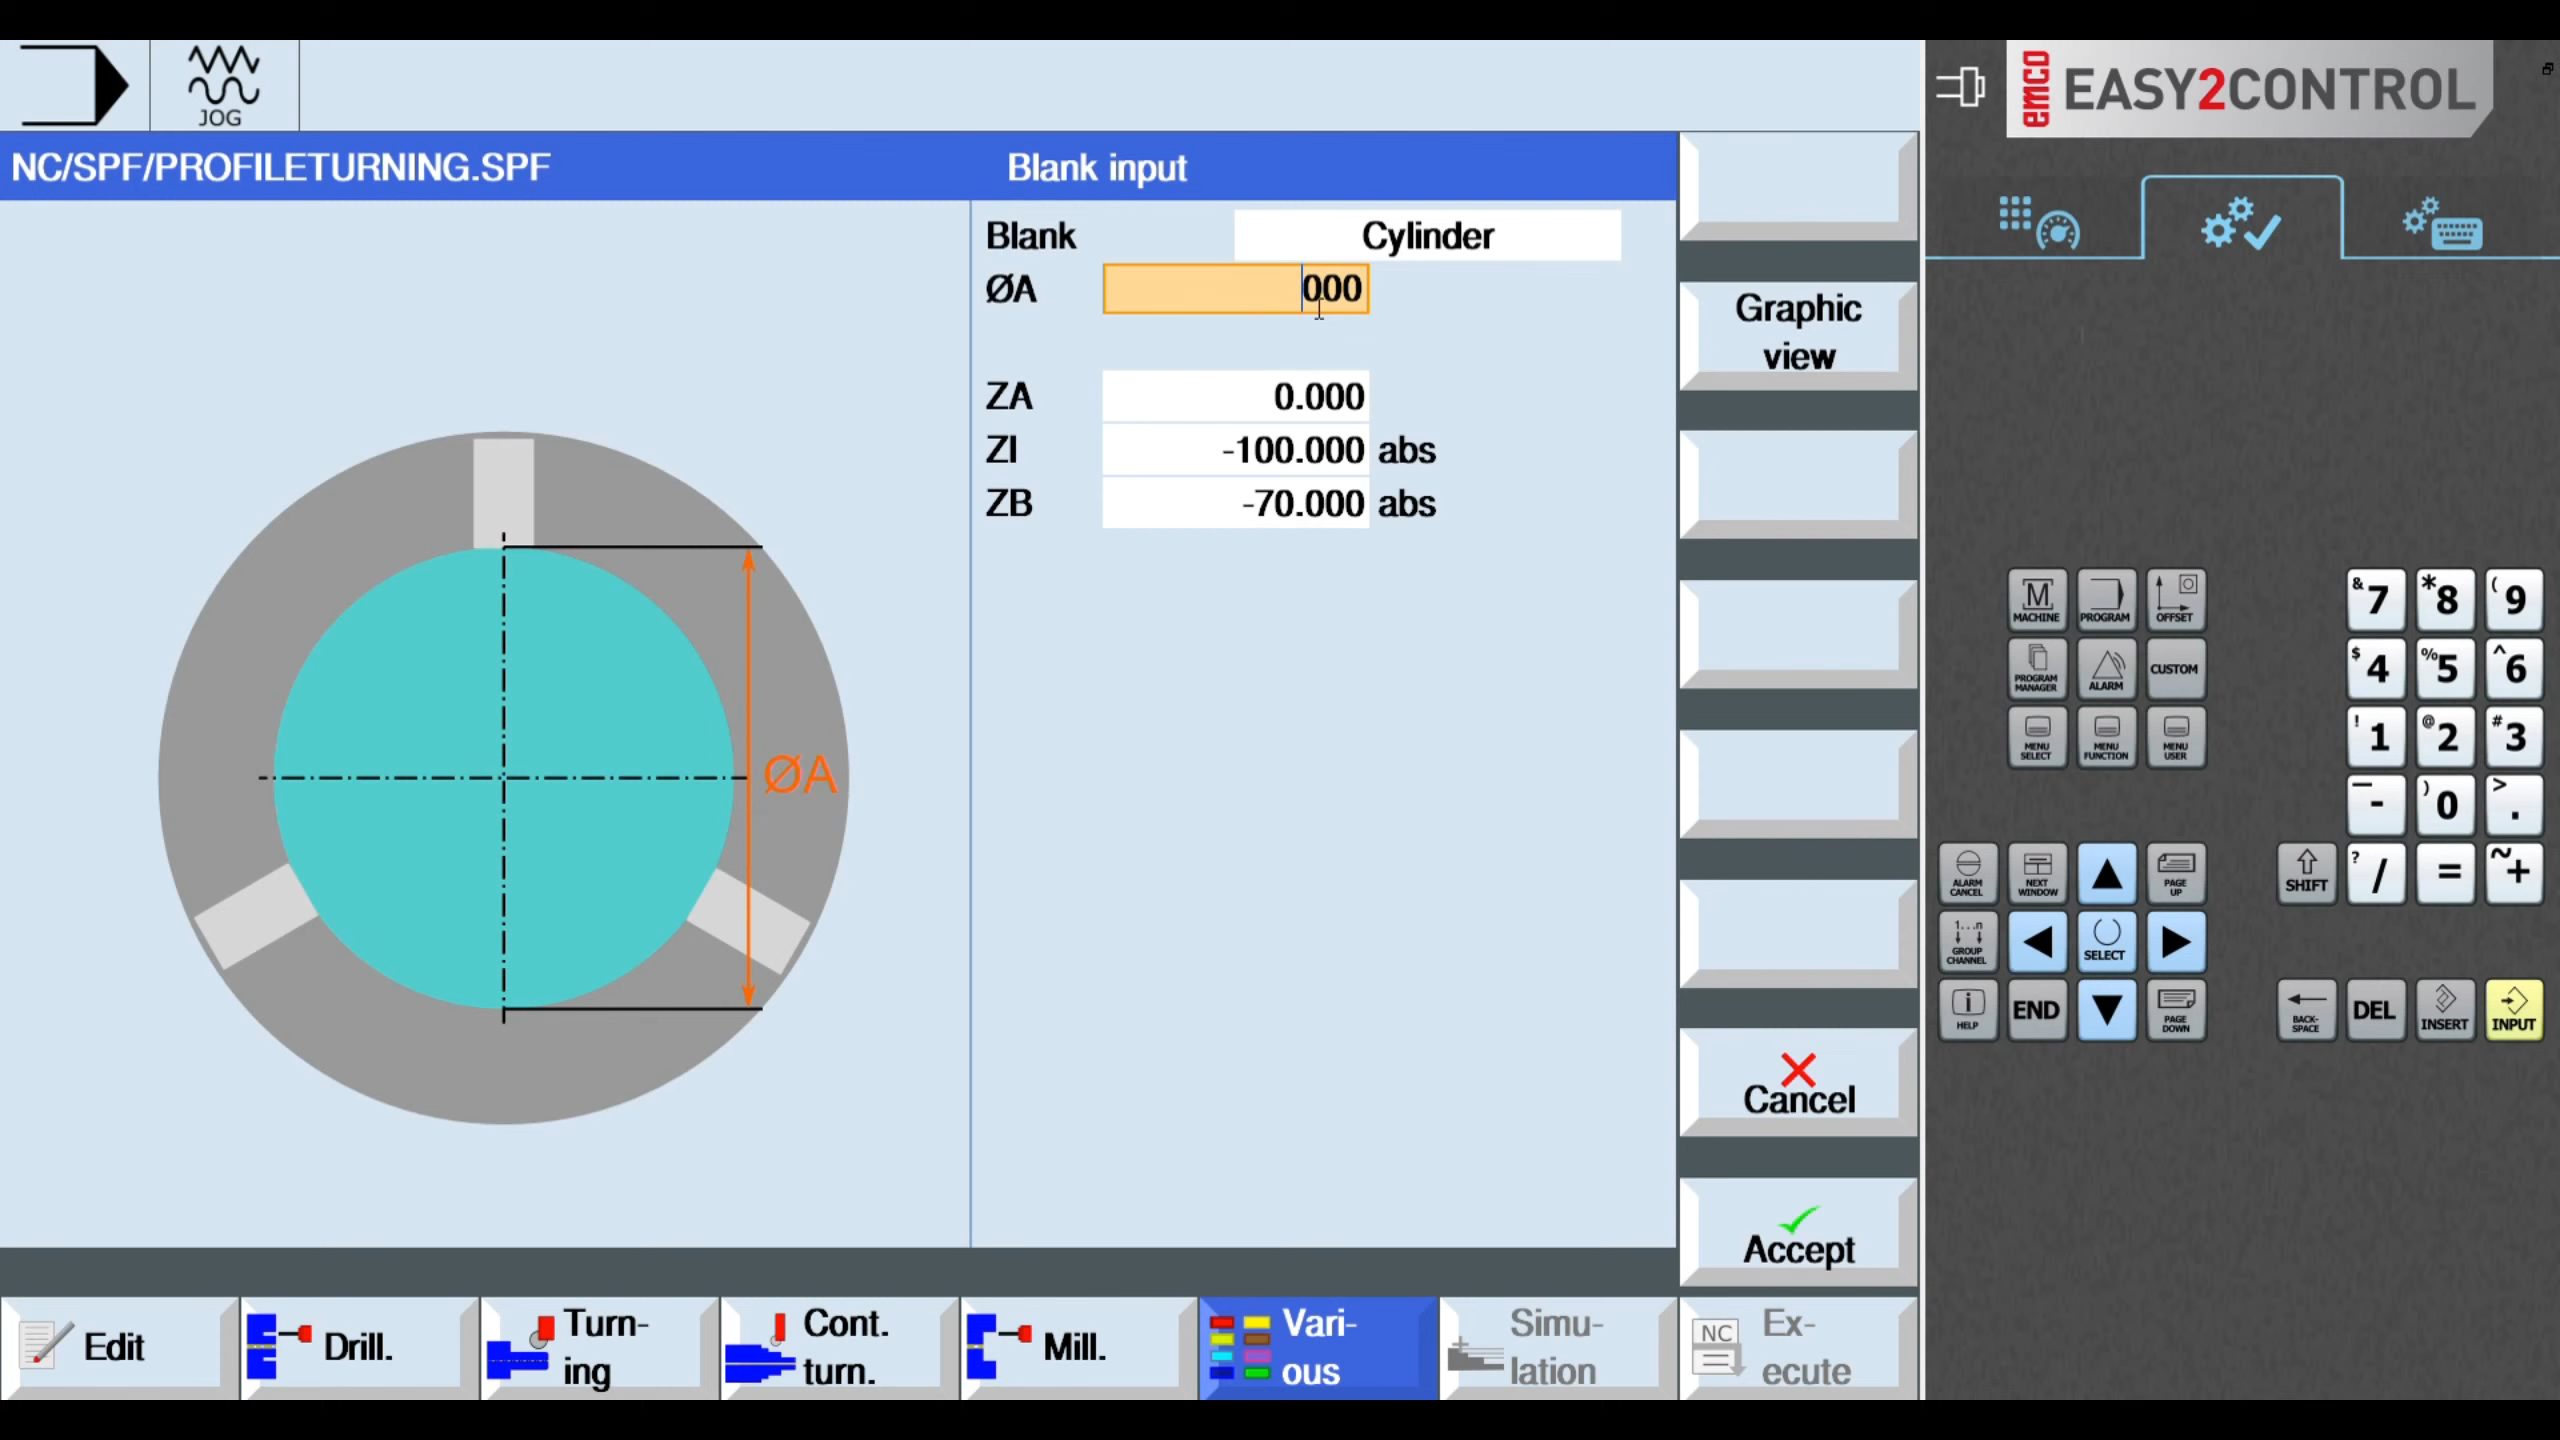 JOG
emco EASY2CONTROL
NC/SPF/PROFILETURNING.SPF
Blank input
Blank Cylinder
ØA 000
ZA 0.000
ZI -100.000 abs
ZB -70.000 abs
ØA
Graphic
view
Cancel
Accept
Edit
Drill.
Turn-
ing
Cont.
turn.
Mill.
Vari-
ous
Simu-
lation
NC
Ex-
ecute
M
MACHINE
PROGRAM
OFFSET
PROGRAM
MANAGER
ALARM
CUSTOM
MENU
SELECT
MENU
FUNCTION
MENU
USER
& 7
* 8
( 9
$ 4
% 5
^ 6
! 1
@ 2
# 3
_ -
) 0
> .
ALARM
CANCEL
NEXT
WINDOW
PAGE
UP
SHIFT
? /
=
~ +
1...n
GROUP
CHANNEL
SELECT
i
HELP
END
PAGE
DOWN
BACK-
SPACE
DEL
INSERT
INPUT